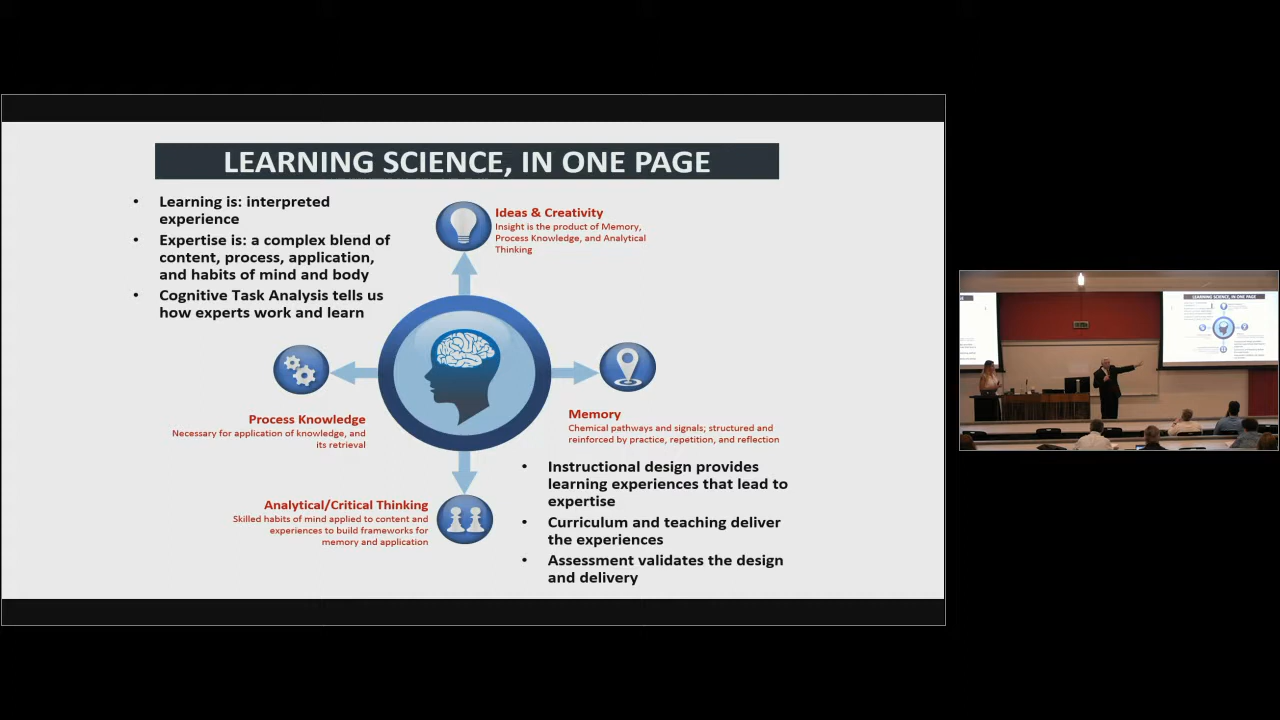 LEARNING SCIENCE, IN ONE PAGE
• Learning is: interpreted
experience
• Expertise is: a complex blend of
content, process, application,
and habits of mind and body
• Cognitive Task Analysis tells us
how experts work and learn
Ideas & Creativity
Insight is the product of Memory,
Process Knowledge, and Analytical
Thinking
Process Knowledge
Necessary for application of knowledge, and
its retrieval
Memory
Chemical pathways and signals; structured and
reinforced by practice, repetition, and reflection
Analytical/Critical Thinking
Skilled habits of mind applied to content and
experiences to build frameworks for
memory and application
• Instructional design provides
learning experiences that lead to
expertise
• Curriculum and teaching deliver
the experiences
• Assessment validates the design
and delivery
LEARNING SCIENCE, IN ONE PAGE